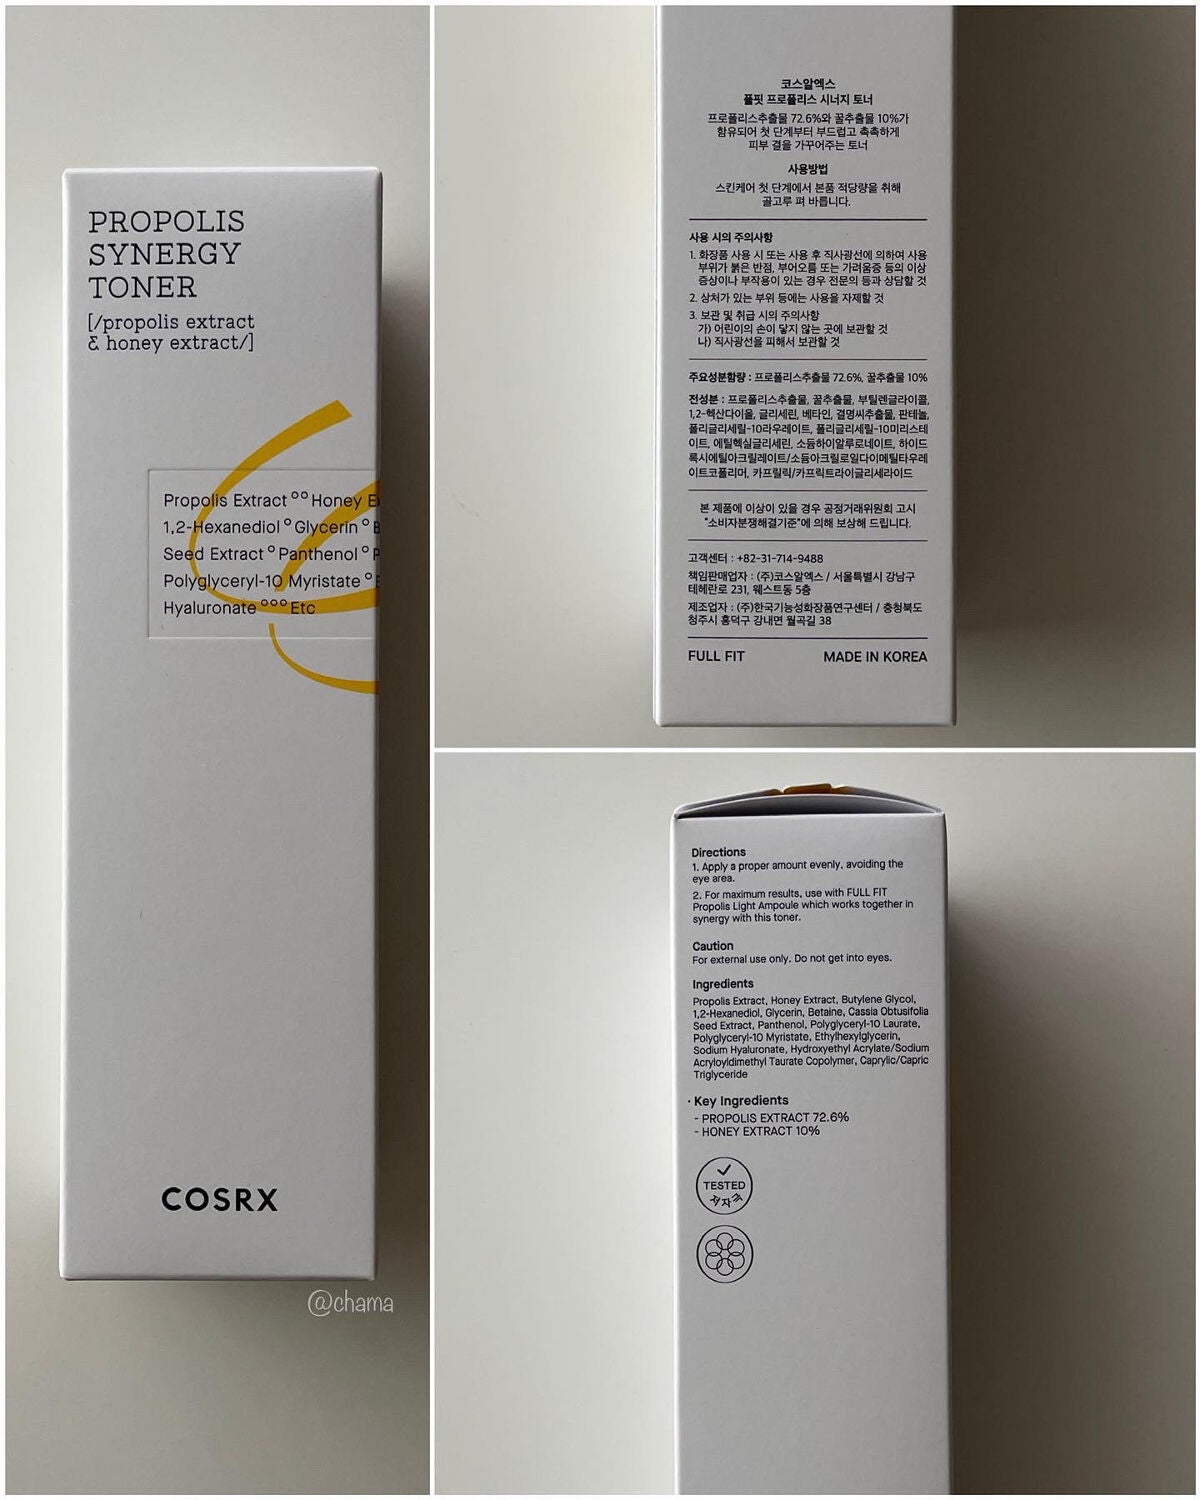 PROPOLIS
SYNERGY
TONER
[/propolis extract
& honey extract/]
Propolis Extract °° Honey
1,2-Hexanediol ° Glycerin °
Seed Extract ° Panthenol °
Polyglyceryl-10 Myristate °
Hyaluronate °°° Etc
COSRX
@chama
코스알엑스
풀핏 프로폴리스 시너지 토너
프로폴리스추출물 72.6%와 꿀추출물 10%가
함유되어 첫 단계부터 부드럽고 촉촉하게
피부 결을 가꾸어주는 토너
사용방법
스킨케어 첫 단계에서 본품 적당량을 취해
골고루 펴 바릅니다.
사용 시의 주의사항
1. 화장품 사용 시 또는 사용 후 직사광선에 의하여 사용
부위가 붉은 반점, 부어오름 또는 가려움증 등의 이상
증상이나 부작용이 있는 경우 전문의 등과 상담할 것
2. 상처가 있는 부위 등에는 사용을 자제할 것
3. 보관 및 취급 시의 주의사항
가) 어린이의 손이 닿지 않는 곳에 보관할 것
나) 직사광선을 피해서 보관할 것
주요성분함량 : 프로폴리스추출물 72.6%, 꿀추출물 10%
전성분 : 프로폴리스추출물, 꿀추출물, 부틸렌글라이콜,
1,2-헥산다이올, 글리세린, 베타인, 결명씨추출물, 판테놀,
폴리글리세릴-10라우레이트, 폴리글리세릴-10미리스테
이트, 에틸헥실글리세린, 소듐하이알루로네이트, 하이드
록시에틸아크릴레이트/소듐아크릴로일다이메틸타우레
이트코폴리머, 카프릴릭/카프릭트라이글리세라이드
본 제품에 이상이 있을 경우 공정거래위원회 고시
"소비자분쟁해결기준"에 의해 보상해 드립니다.
고객센터 : +82-31-714-9488
책임판매업자 : (주)코스알엑스 / 서울특별시 강남구
테헤란로 231, 웨스트동 5층
제조업자 : (주)한국기능성화장품연구센터 / 충청북도
청주시 흥덕구 강내면 월곡길 38
FULL FIT MADE IN KOREA
Directions
1. Apply a proper amount evenly, avoiding the
eye area.
2. For maximum results, use with FULL FIT
Propolis Light Ampoule which works together in
synergy with this toner.
Caution
For external use only. Do not get into eyes.
Ingredients
Propolis Extract, Honey Extract, Butylene Glycol,
1,2-Hexanediol, Glycerin, Betaine, Cassia Obtusifolia
Seed Extract, Panthenol, Polyglyceryl-10 Laurate,
Polyglyceryl-10 Myristate, Ethylhexylglycerin,
Sodium Hyaluronate, Hydroxyethyl Acrylate/Sodium
Acryloyldimethyl Taurate Copolymer, Caprylic/Capric
Triglyceride
· Key Ingredients
- PROPOLIS EXTRACT 72.6%
- HONEY EXTRACT 10%
TESTED